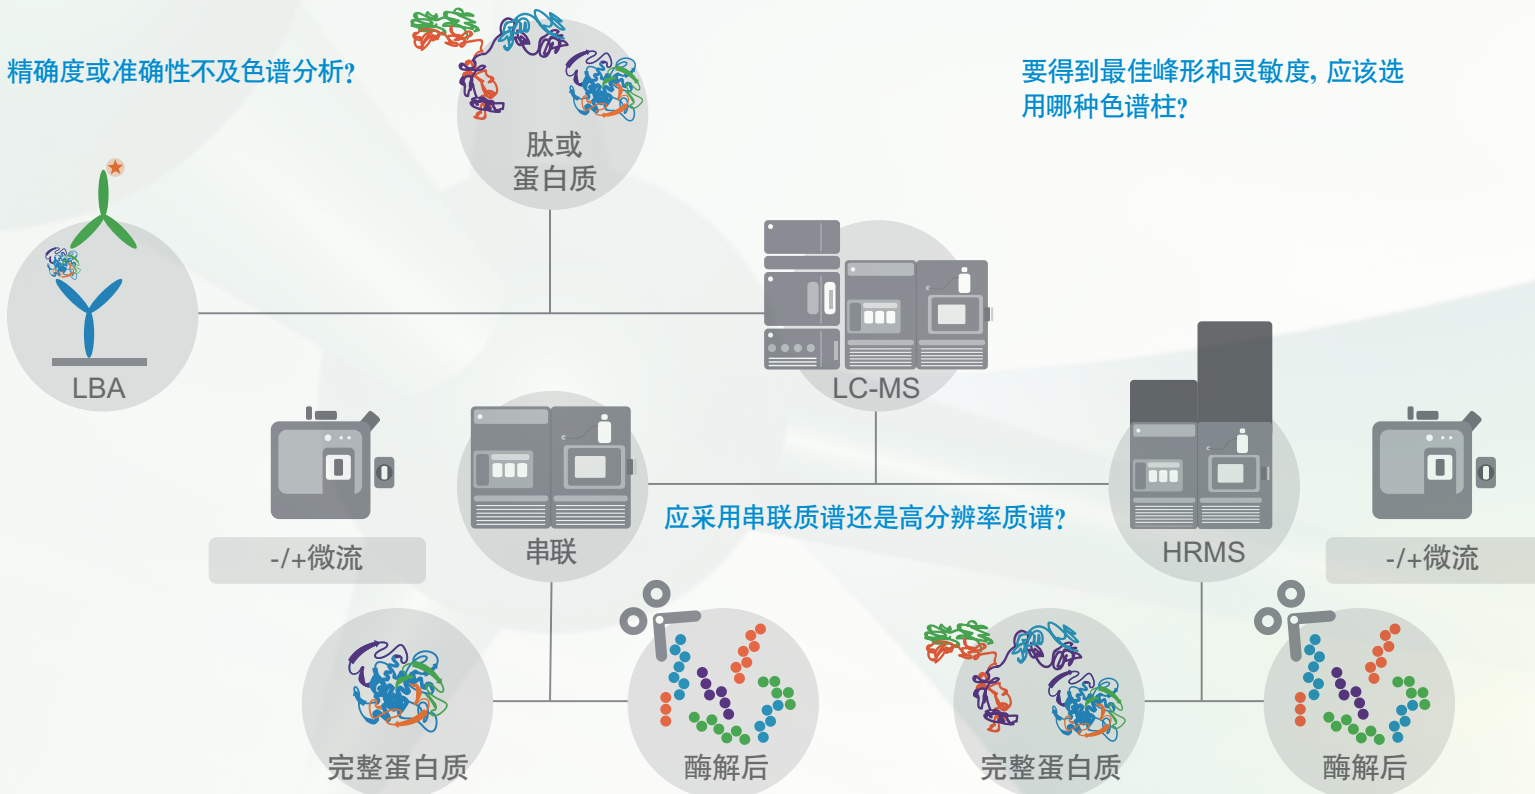 精确度或准确性不及色谱分析?
要得到最佳峰形和灵敏度, 应该选
用哪种色谱柱?
肽或
蛋白质
LBA
LC-MS
应采用串联质谱还是高分辨率质谱?
-/+微流
串联
HRMS
-/+微流
完整蛋白质
酶解后
完整蛋白质
酶解后